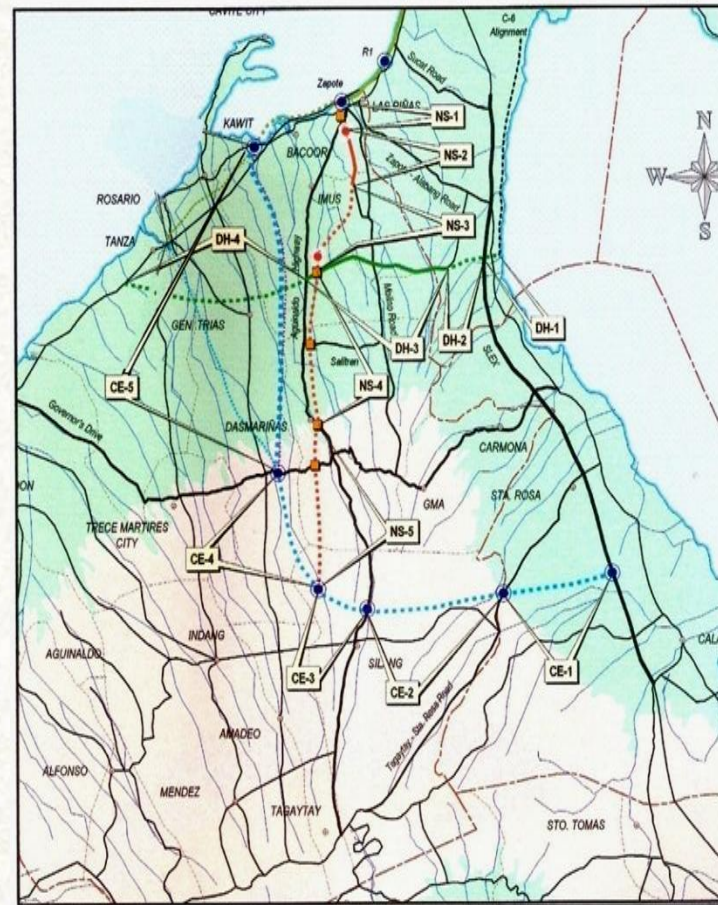 CAVITE CITY
C-6
Alignment
R1
Sucat Road
Zapote
LAS PIÑAS
NS-1
KAWIT
BACOOR
NS-2
N
W
E
S
Zapote - Alabang Road
ROSARIO
IMUS
NS-3
TANZA
DH-4
Aguinaldo Highway
Molino Road
GEN. TRIAS
DH-3
DH-2
DH-1
SLEX
Salitran
CE-5
NS-4
Governor's Drive
DASMARIÑAS
CARMONA
GMA
STA. ROSA
TRECE MARTIRES
CITY
NS-5
CE-4
INDANG
AGUINALDO
SILANG
CE-3
CE-2
CE-1
Tagaytay - Sta. Rosa Road
AMADEO
ALFONSO
MENDEZ
TAGAYTAY
STO. TOMAS